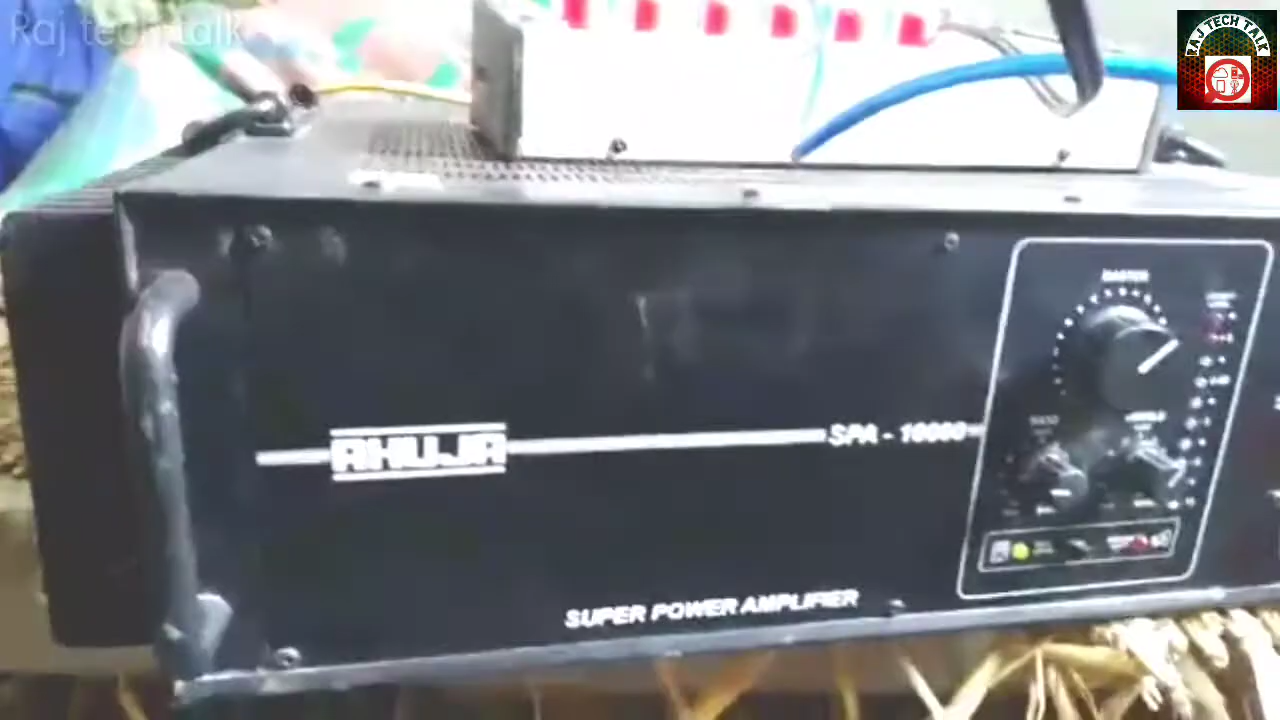 Raj tech talk
RAJ TECH TALK
MASTER
AHUJA
SPA - 10000
SUPER POWER AMPLIFIER